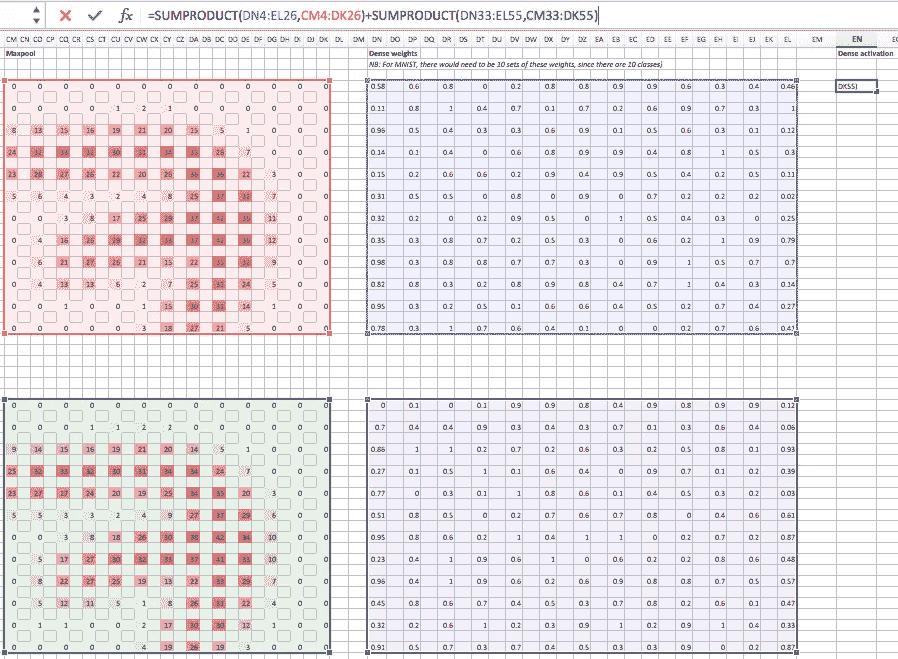 fx =SUMPRODUCT(DN4:EL26,CM4:DK26)+SUMPRODUCT(DN33:EL55,CM33:DK55)
CM CN CO CP CQ CR CS CT CU CV CW CX CY CZ DA DB DC DD DE DF DG DH DI DJ DK DL DM DN DO DP DQ DR DS DT DU DV DW DX DY DZ EA EB EC ED EE EF EG EH EI EJ EK EL EM EN EO
Maxpool Dense weights Dense activation
NB: For MNIST, there would need to be 10 sets of these weights, since there are 10 classes)
0 0 0 0 0 0 0 0 0 0 0 0 0 0.58 0.6 0.8 0 0.2 0.8 0.8 0.9 0.9 0.6 0.3 0.4 0.46 DK55)
0 0 0 0 1 2 1 0 0 0 0 0 0 0.11 0.8 1 0.4 0.7 0.1 0.7 0.2 0.6 0.9 0.7 0.3 1
8 13 15 16 19 21 20 15 5 1 0 0 0 0.96 0.5 0.4 0.3 0.3 0.6 0.9 0.1 0.5 0.6 0.3 0.1 0.12
24 32 33 32 30 33 34 35 26 7 0 0 0 0.14 0.1 0.4 0 0.6 0.8 0.9 0.9 0.4 0.8 1 0.5 0.3
23 28 27 26 22 20 26 36 36 22 3 0 0 0.15 0.2 0.6 0.6 0.2 0.9 0.4 0.9 0.5 0.4 0.2 0.5 0.11
5 6 4 3 2 4 8 25 37 32 7 0 0 0.31 0.5 0.5 0 0.8 0 0.9 0 0.7 0.2 0.2 0.2 0.02
0 0 3 8 17 25 29 37 42 36 11 0 0 0.32 0.2 0 0.2 0.9 0.5 0 1 0.5 0.4 0.3 0 0.25
0 4 16 26 29 32 33 37 42 36 12 0 0 0.35 0.3 0.8 0.7 0.2 0.5 0.3 0 0.6 0.2 1 0.9 0.79
0 6 21 27 26 21 15 22 35 32 9 0 0 0.98 0.3 0.8 0.8 0.7 0.7 0.3 0 0.9 1 0.5 0.7 0.7
0 4 13 13 6 2 7 25 31 24 5 0 0 0.82 0.8 0.3 0.2 0.8 0.9 0.8 0.4 0.7 1 0.4 0.3 0.14
0 0 1 0 0 1 15 30 31 14 1 0 0 0.95 0.3 0.2 0.5 0.1 0.6 0.6 0.4 0.5 0.2 0.7 0.4 0.27
0 0 0 0 0 3 18 27 21 5 0 0 0 0.78 0.3 1 0.7 0.6 0.4 0.1 0 0 0.2 0.7 0.6 0.41
0 0 0 0 0 0 0 0 0 0 0 0 0 0 0.1 0 0.1 0.9 0.9 0.8 0.4 0.9 0.8 0.9 0.9 0.12
0 0 0 1 1 2 2 0 0 0 0 0 0 0.7 0.4 0.4 0.9 0.3 0.4 0.3 0.7 0.1 0.3 0.6 0.4 0.06
9 14 15 16 19 21 20 14 5 1 0 0 0 0.86 1 1 0.2 0.7 0.2 0.6 0.3 0.2 0.5 0.8 0.1 0.93
25 32 33 32 30 31 34 34 24 7 0 0 0 0.27 0.1 0.5 1 0.1 0.6 0.4 0 0.9 0.7 0.1 0.2 0.39
23 27 17 24 20 19 25 34 35 20 3 0 0 0.77 0 0.3 0.1 1 0.8 0.6 0.1 0.4 0.5 0.3 0.2 0.03
5 5 3 3 2 4 9 27 37 29 6 0 0 0.51 0.8 0.5 0 0.2 0.7 0.6 0.7 0.8 0 0.4 0.6 0.61
0 0 3 8 18 26 30 38 42 34 10 0 0 0.95 0.8 0.6 0.2 1 0.4 1 1 0 0.2 0.7 0.2 0.87
0 5 17 27 30 32 33 37 41 33 10 0 0 0.23 0.4 1 0.9 0.6 1 0 0.6 0.2 0.2 0.8 0.6 0.48
0 8 22 27 25 19 13 22 33 29 7 0 0 0.96 0.4 1 0.9 0.6 0.2 0.6 0.9 0.8 0.8 0.7 0.5 0.57
0 5 12 11 5 1 8 26 31 22 4 0 0 0.45 0.8 0.6 0.7 0.4 0.5 0.3 0.7 0.8 0.2 0.6 0.1 0.47
0 1 1 0 0 2 17 30 30 12 1 0 0 0.32 0.2 0.6 1 0.3 0.9 0.1 0.2 1 0.9 1 0.4 0.33
0 0 0 0 0 4 19 26 19 3 0 0 0 0.91 0.5 0.7 0.3 0.7 0.4 0.5 0.3 0.3 0.9 1 0 0.2 0.87